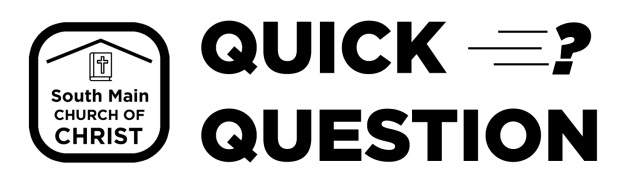 South Main
CHURCH OF
CHRIST
QUICK ?
QUESTION